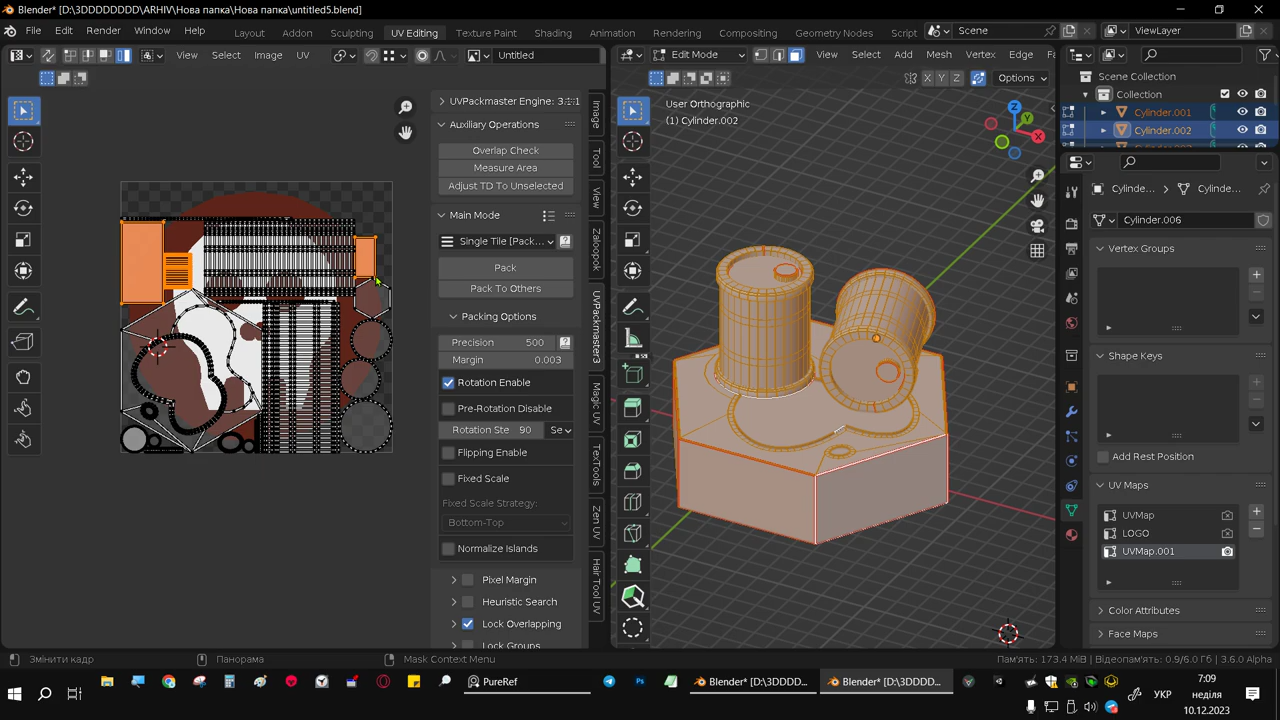 Blender* [D:\3DDDDDDDD\ARHIV\Нова папка\Нова папка\untitled5.blend]
File Edit Render Window Help Layout Addon Sculpting UV Editing Texture Paint Shading Animation Rendering Compositing Geometry Nodes Script Scene ViewLayer
View Select Image UV Untitled Edit Mode View Select Add Mesh Vertex Edge Fa
X Y Z Options Scene Collection
Collection
UVPackmaster Engine: 3.
Auxiliary Operations
Overlap Check
Measure Area
Adjust TD To Unselected
Main Mode
Single Tile [Pack...
Pack
Pack To Others
Packing Options
Precision 500
Margin 0.003
Rotation Enable
Pre-Rotation Disable
Rotation Ste 90 Se
Flipping Enable
Fixed Scale
Fixed Scale Strategy:
Bottom-Top
Normalize Islands
Pixel Margin
Heuristic Search
Lock Overlapping
Lock Groups
Image
Tool
View
Zaloopok
UVPackmaster3
Magic UV
TexTools
Zen UV
Hair Tool UV
User Orthographic
(1) Cylinder.002
Z
Y
X
Cylinder.001
Cylinder.002
Cylinde... Cylinde...
Cylinder.006
Vertex Groups
Shape Keys
Add Rest Position
UV Maps
UVMap
LOGO
UVMap.001
Color Attributes
Face Maps
Змінити кадр Панорама Mask Context Menu Пам'ять: 173.4 MiB | Відеопам'ять: 0.9/6.0 Gi | 3.6.0 Alpha
PureRef Blender* [D:\3DDDD... Blender* [D:\3DDDD... УКР 7:09
неділя
10.12.2023